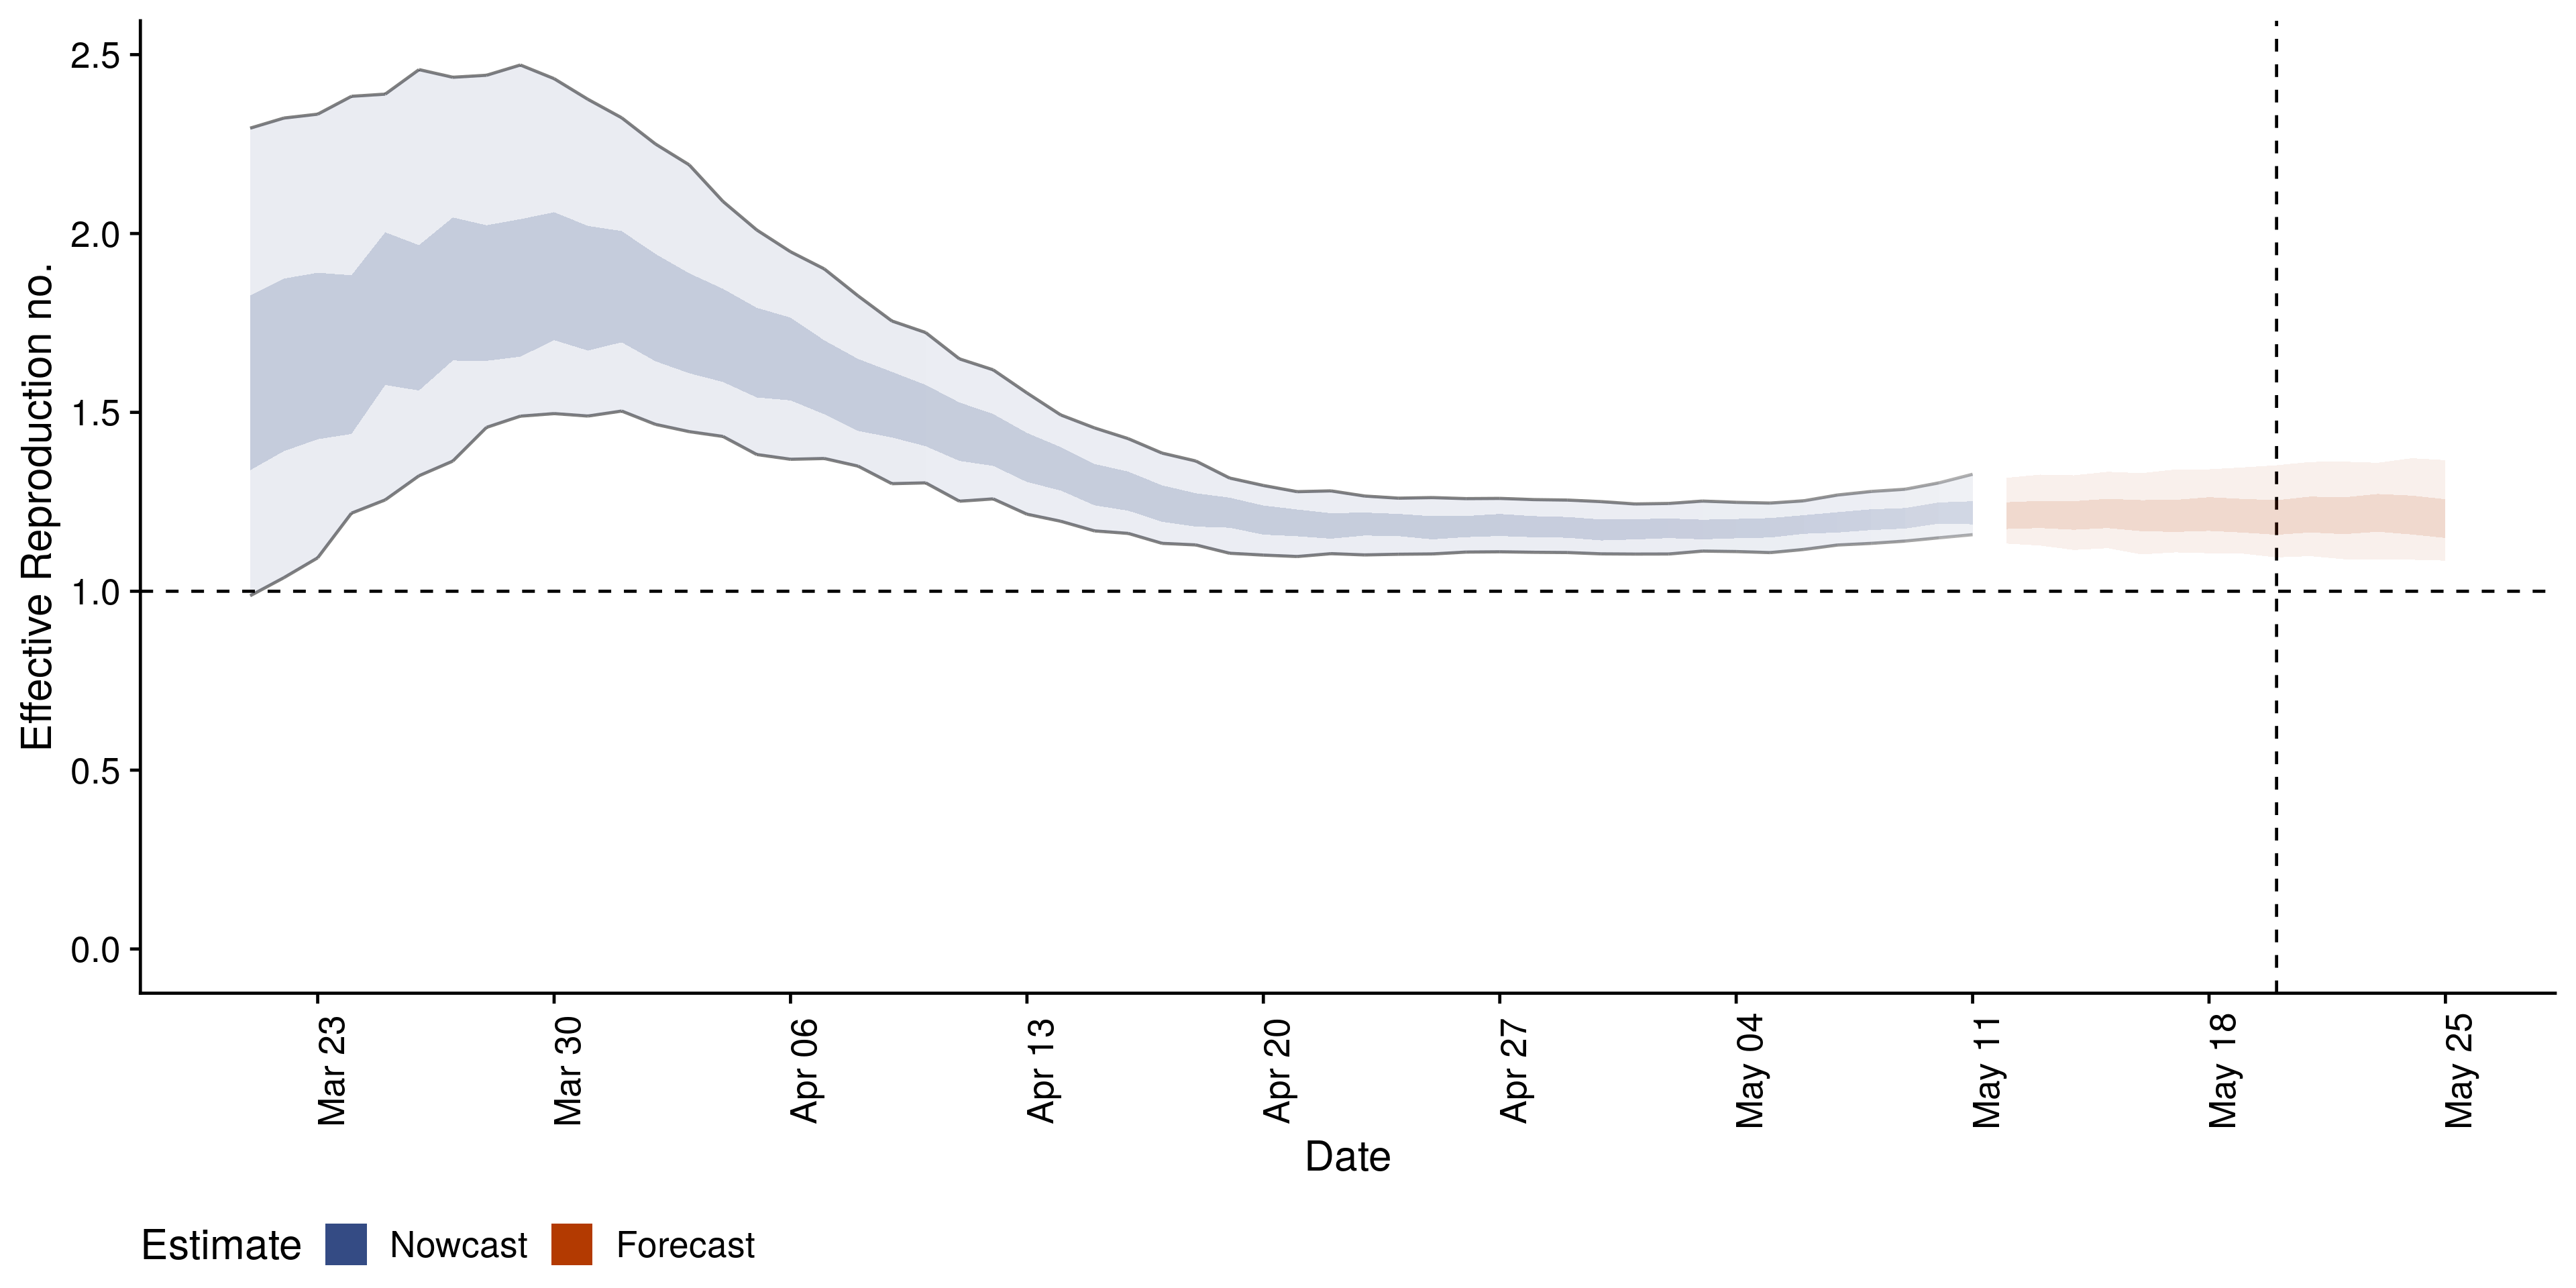 Effective Reproduction no.
2.5
2.0
1.5
1.0
0.5
0.0
Mar 23
Mar 30
Apr 06
Apr 13
Apr 20
Apr 27
May 04
May 11
May 18
May 25
Date
Estimate Nowcast Forecast